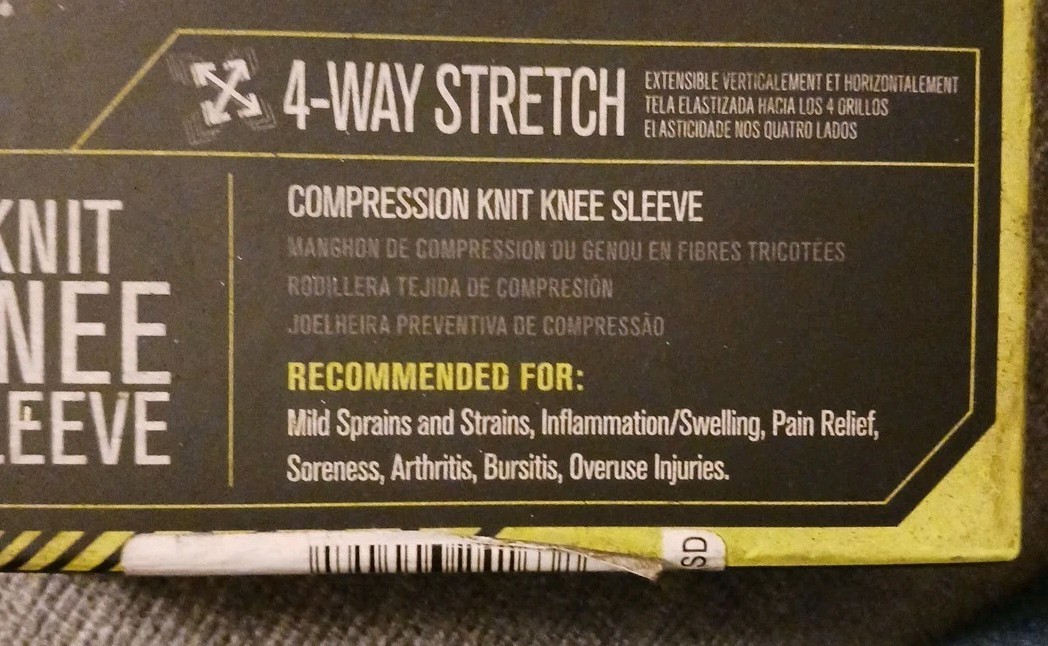 4-WAY STRETCH
EXTENSIBLE VERTICALEMENT ET HORIZONTALEMENT
TELA ELASTIZADA HACIA LOS 4 ORILLOS
ELASTICIDADE NOS QUATRO LADOS
KNIT
NEE
LEEVE
COMPRESSION KNIT KNEE SLEEVE
MANCHON DE COMPRESSION DU GENOU EN FIBRES TRICOTÉES
RODILLERA TEJIDA DE COMPRESIÓN
JOELHEIRA PREVENTIVA DE COMPRESSÃO
RECOMMENDED FOR:
Mild Sprains and Strains, Inflammation/Swelling, Pain Relief,
Soreness, Arthritis, Bursitis, Overuse Injuries.
SD